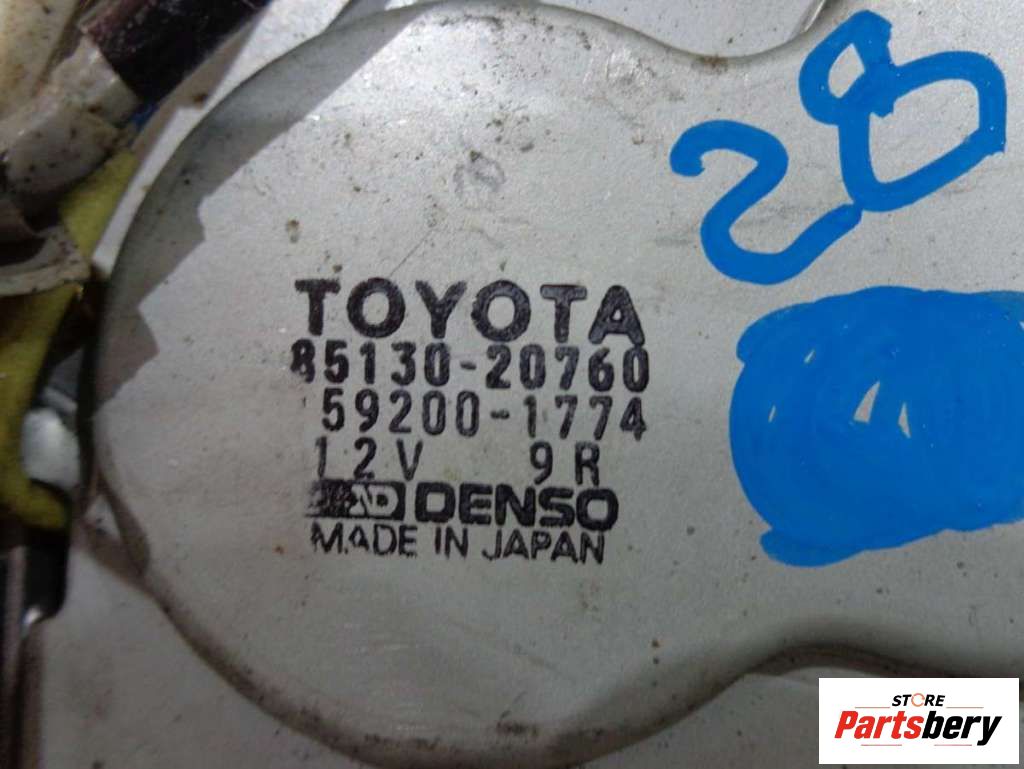 28
TOYOTA
85130-20760
59200-1774
12V 9R
DENSO
MADE IN JAPAN
STORE
Partsbery